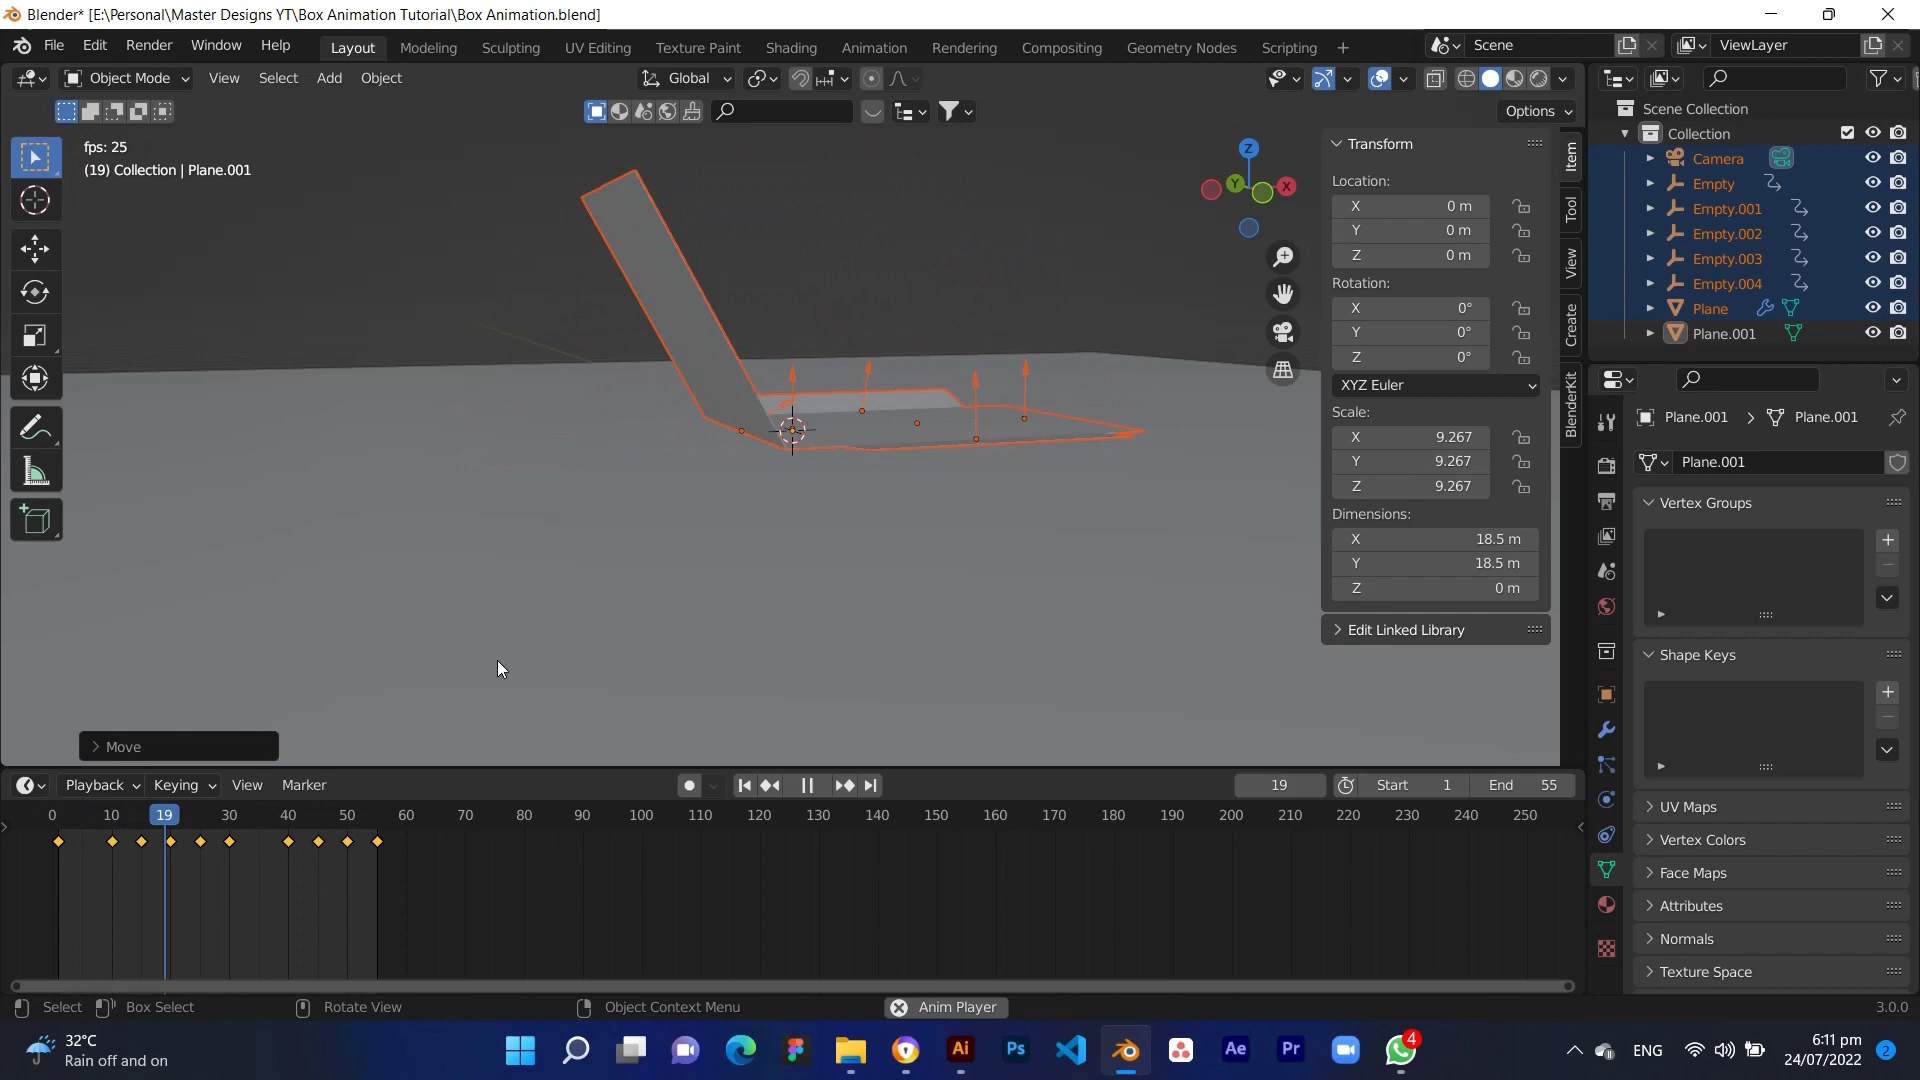 Blender* [E:\Personal\Master Designs YT\Box Animation Tutorial\Box Animation.blend]
File Edit Render Window Help Layout Modeling Sculpting UV Editing Texture Paint Shading Animation Rendering Compositing Geometry Nodes Scripting + Scene ViewLayer
Object Mode View Select Add Object Global
Options
fps: 25
(19) Collection | Plane.001
Z
Y
X
Transform
Location:
X 0 m
Y 0 m
Z 0 m
Rotation:
X 0°
Y 0°
Z 0°
XYZ Euler
Scale:
X 9.267
Y 9.267
Z 9.267
Dimensions:
X 18.5 m
Y 18.5 m
Z 0 m
Edit Linked Library
Item
Tool
View
Create
BlenderKit
Scene Collection
Collection
Camera
Empty
Empty.001
Empty.002
Empty.003
Empty.004
Plane
Plane.001
Plane.001 > Plane.001
Plane.001
Vertex Groups
Shape Keys
UV Maps
Vertex Colors
Face Maps
Attributes
Normals
Texture Space
Move
Playback Keying View Marker 19 Start 1 End 55
0 10 19 30 40 50 60 70 80 90 100 110 120 130 140 150 160 170 180 190 200 210 220 230 240 250
Select Box Select Rotate View Object Context Menu Anim Player 3.0.0
32°C
Rain off and on
Ai Ps Ae Pr 4
ENG
6:11 pm
24/07/2022
2